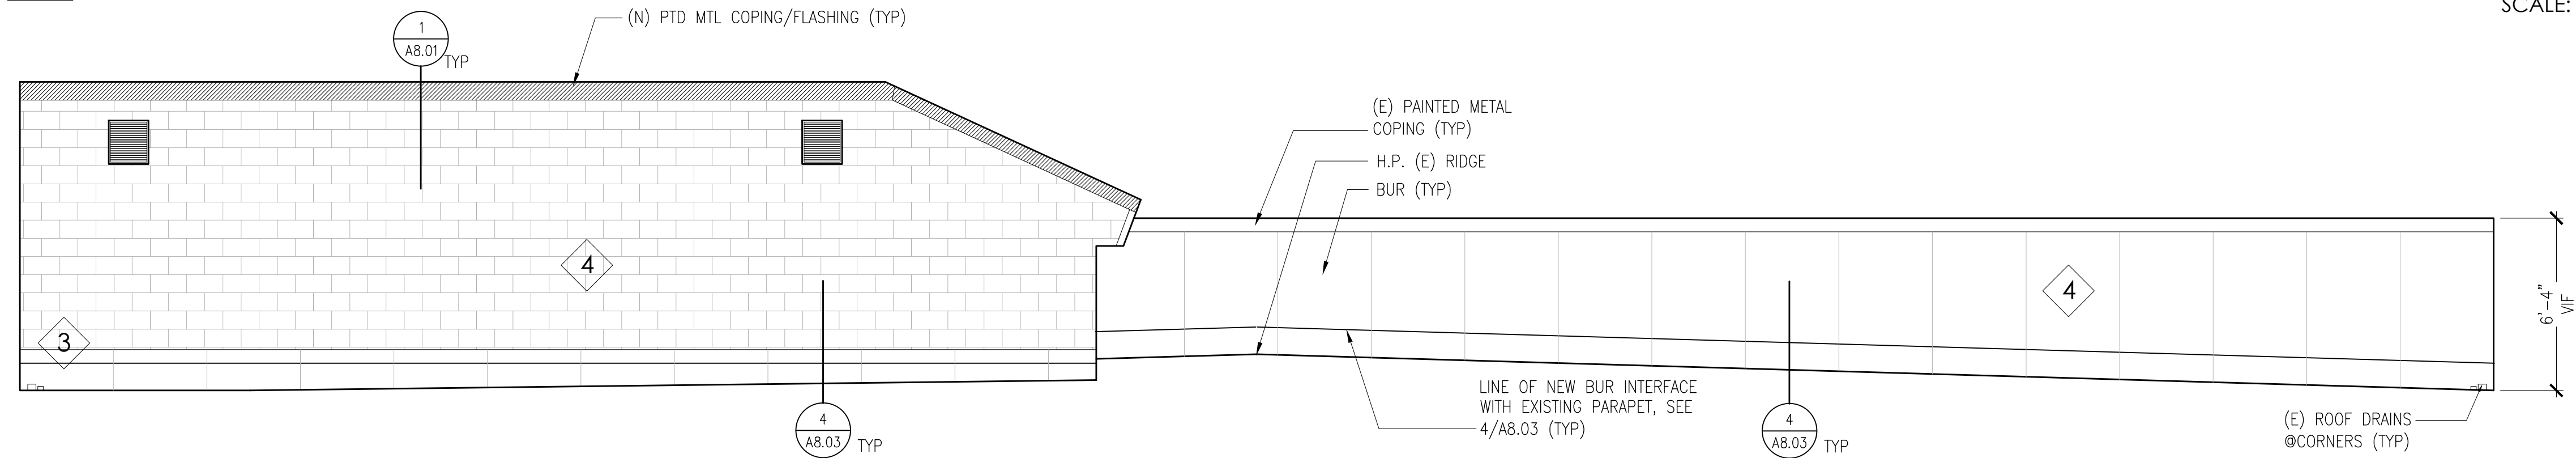 SCALE:
(N) PTD MTL COPING/FLASHING (TYP)
1
A8.01
TYP
(E) PAINTED METAL
COPING (TYP)
H.P. (E) RIDGE
BUR (TYP)
4
4
3
6'-4"
VIF
LINE OF NEW BUR INTERFACE
WITH EXISTING PARAPET, SEE
4/A8.03 (TYP)
4
A8.03
TYP
4
A8.03
TYP
(E) ROOF DRAINS
@CORNERS (TYP)